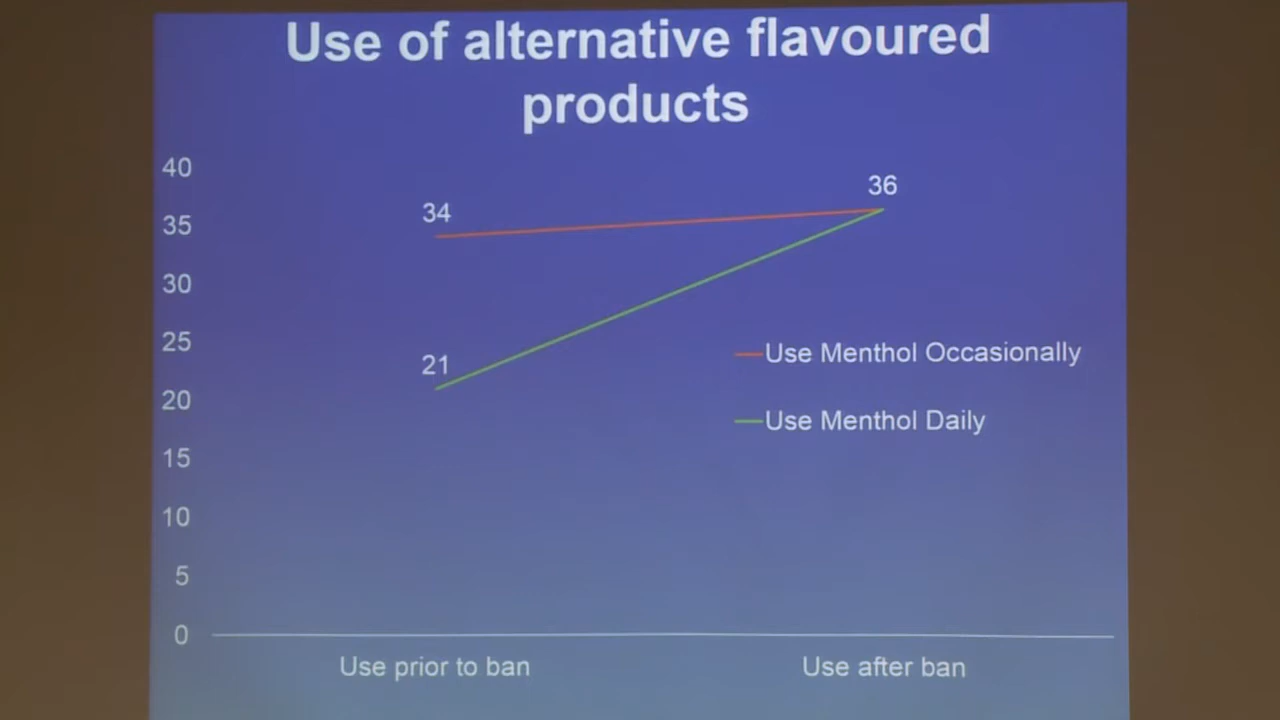 Use of alternative flavoured
products
40
35
30
25
20
15
10
5
0
34
36
21
Use Menthol Occasionally
Use Menthol Daily
Use prior to ban
Use after ban